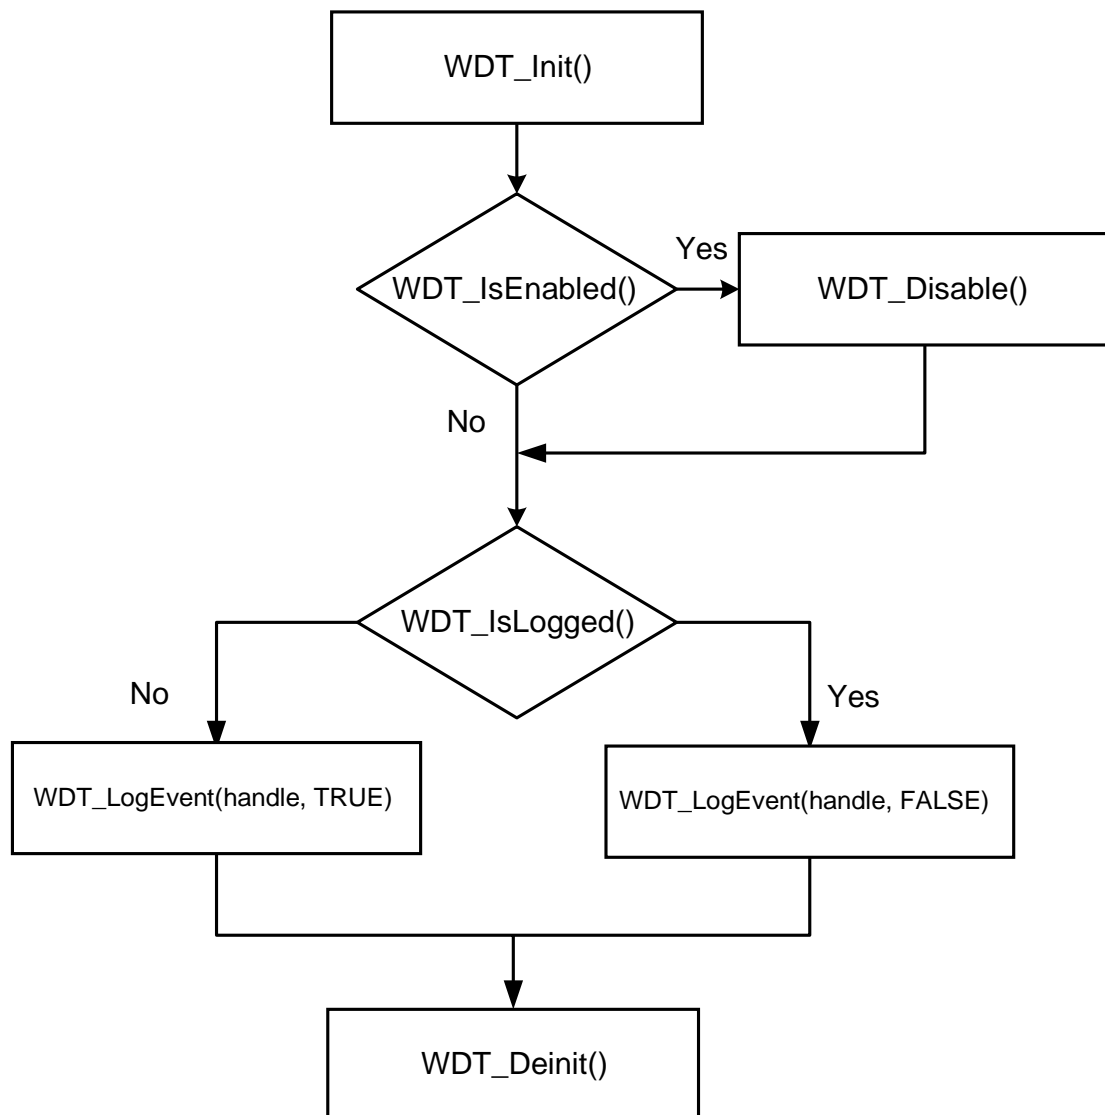 WDT_Init()
Yes
WDT_IsEnabled()
WDT_Disable()
No
WDT_IsLogged()
No
Yes
WDT_LogEvent(handle, TRUE)
WDT_LogEvent(handle, FALSE)
WDT_Deinit()